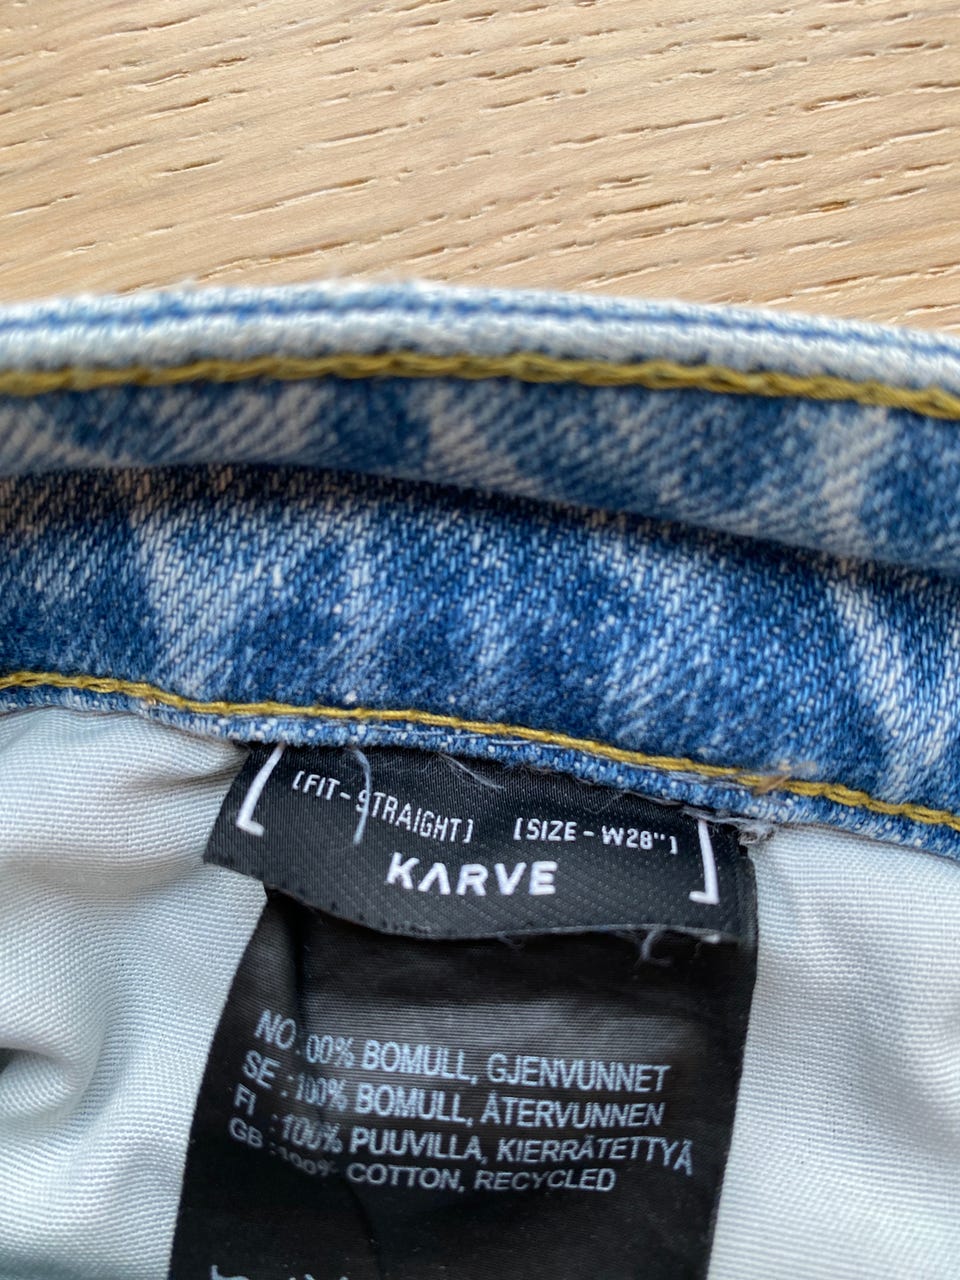 [FIT-STRAIGHT] [SIZE - W28"]
KARVE
NO :100% BOMULL, GJENVUNNET
SE :100% BOMULL, ÅTERVUNNEN
FI :100% PUUVILLA, KIERRÄTETTYÄ
GB :100% COTTON, RECYCLED